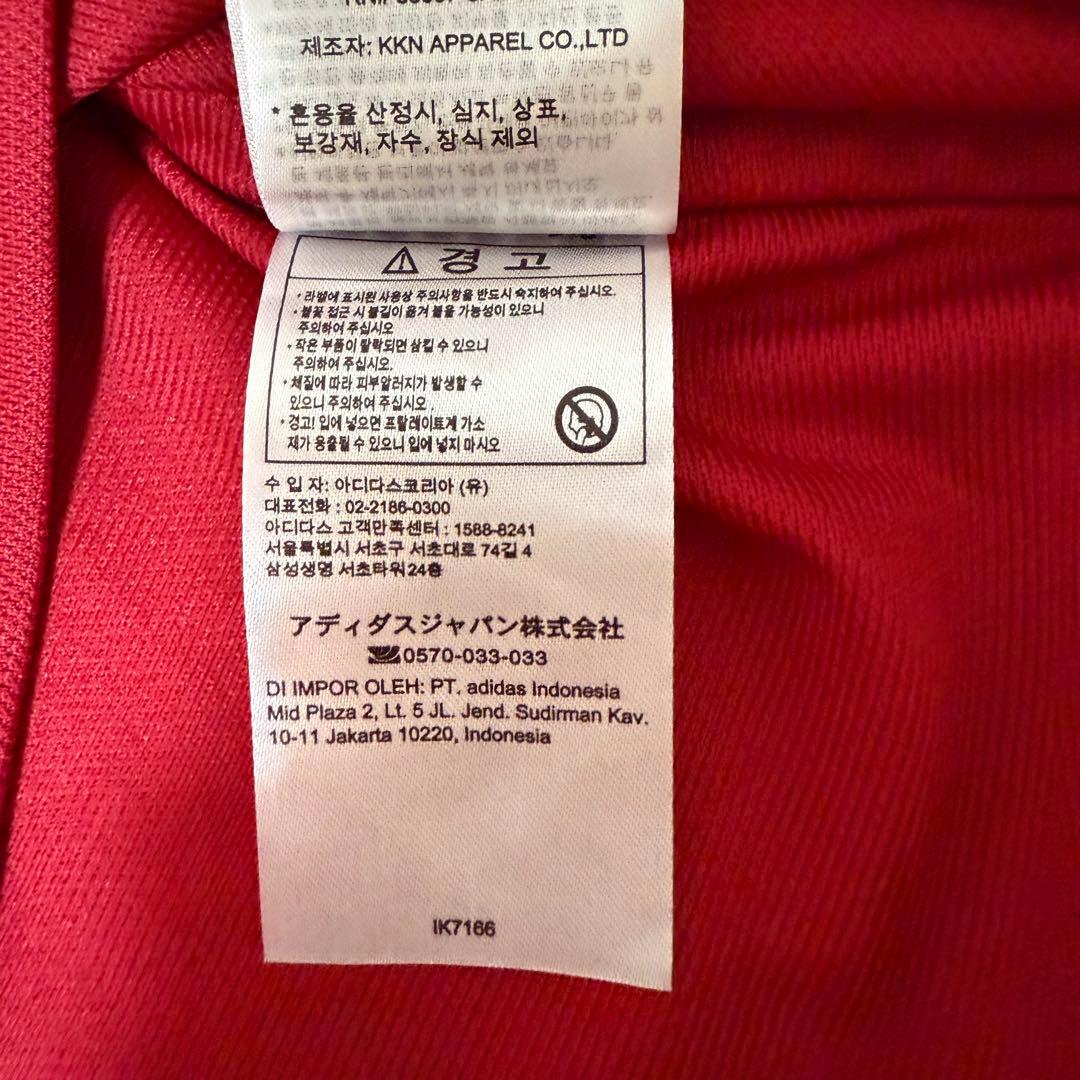 제조자: KKN APPAREL CO.,LTD
* 혼용율 산정시, 심지, 상표,
보강재, 자수, 장식 제외
경 고
· 라벨에 표시된 사용상 주의사항을 반드시 숙지하여 주십시오.
· 불꽃 접근 시 불길이 옮겨 붙을 가능성이 있으니
주의하여 주십시오
· 작은 부품이 탈락되면 삼킬 수 있으니
주의하여 주십시오.
· 체질에 따라 피부알러지가 발생할 수
있으니 주의하여 주십시오.
· 경고! 입에 넣으면 프탈레이트계 가소
제가 용출될 수 있으니 입에 넣지 마시오
수 입 자: 아디다스코리아 (유)
대표전화 : 02-2186-0300
아디다스 고객만족센터 : 1588-8241
서울특별시 서초구 서초대로 74길 4
삼성생명 서초타워 24층
アディダスジャパン株式会社
0570-033-033
DI IMPOR OLEH: PT. adidas Indonesia
Mid Plaza 2, Lt. 5 JL. Jend. Sudirman Kav.
10-11 Jakarta 10220, Indonesia
IK7166